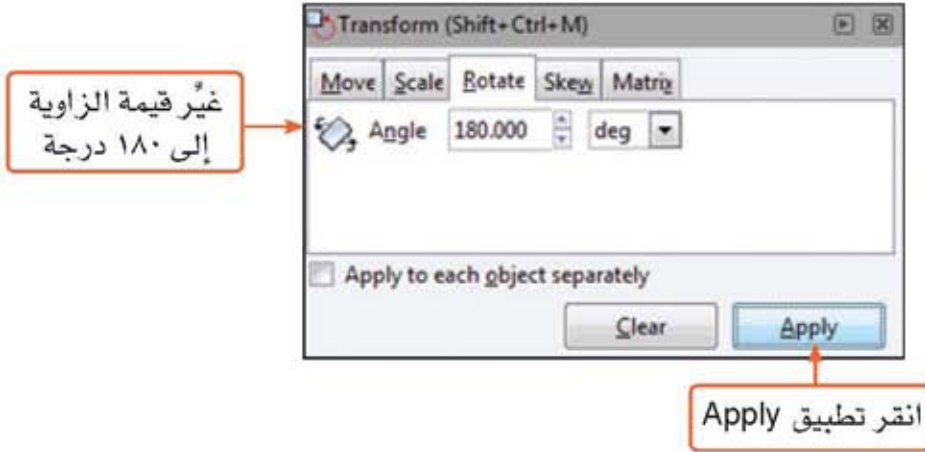 Transform (Shift+Ctrl+M)
Move Scale Rotate Skew Matrix
غيَّر قيمة الزاوية
إلى ١٨٠ درجة
Angle 180.000 deg
Apply to each object separately
Clear Apply
انقر تطبيق Apply